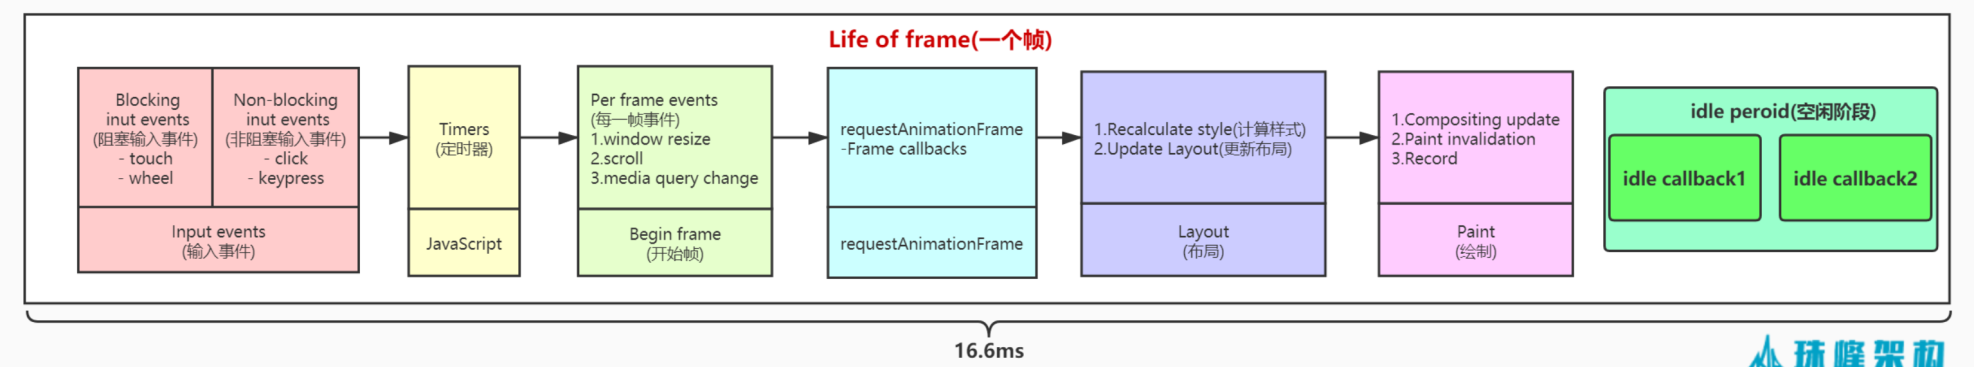 Life of frame(一个帧)
Blocking
inut events
(阻塞输入事件)
- touch
- wheel
Non-blocking
inut events
(非阻塞输入事件)
- click
- keypress
Input events
(输入事件)
Timers
(定时器)
JavaScript
Per frame events
(每一帧事件)
1.window resize
2.scroll
3.media query change
Begin frame
(开始帧)
requestAnimationFrame
-Frame callbacks
requestAnimationFrame
1.Recalculate style(计算样式)
2.Update Layout(更新布局)
Layout
(布局)
1.Compositing update
2.Paint invalidation
3.Record
Paint
(绘制)
idle peroid(空闲阶段)
idle callback1
idle callback2
16.6ms
珠峰架构